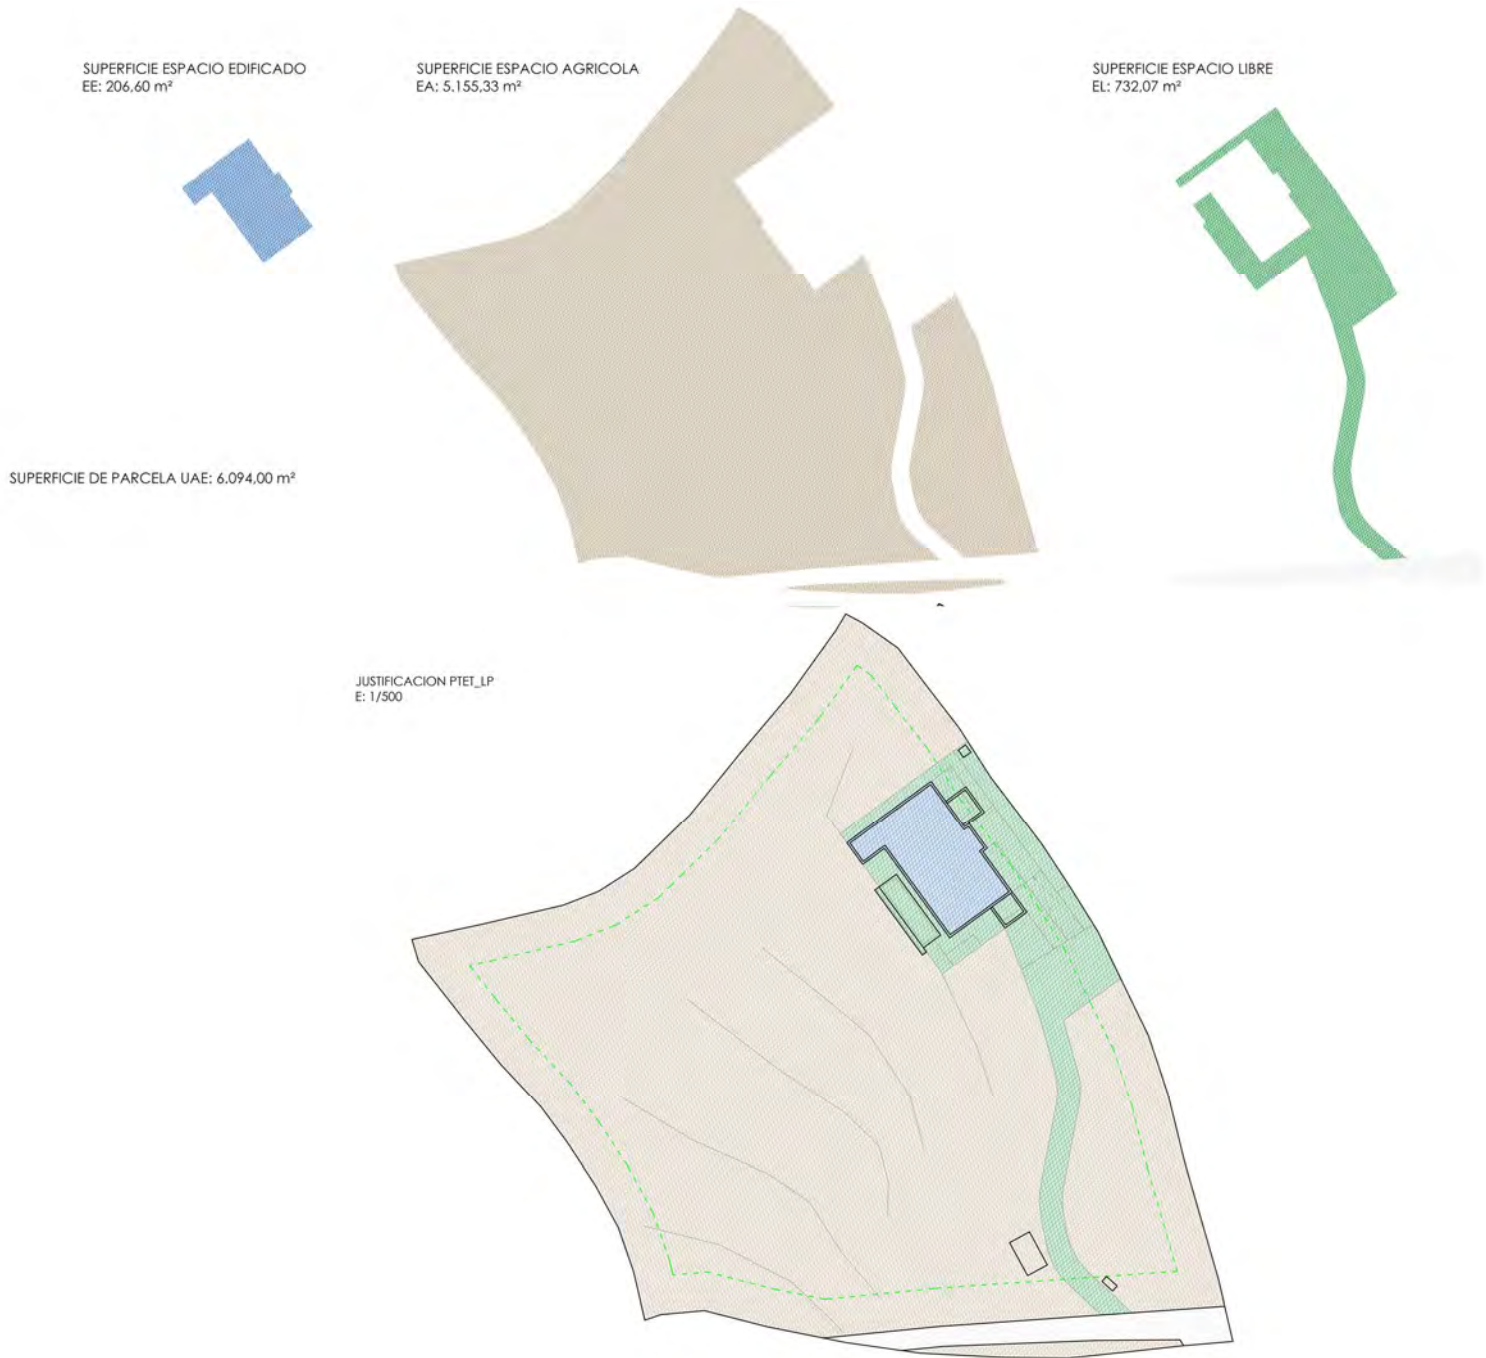 SUPERFICIE ESPACIO EDIFICADO
EE: 206,60 m²
SUPERFICIE ESPACIO AGRICOLA
EA: 5.155,33 m²
SUPERFICIE ESPACIO LIBRE
EL: 732,07 m²
SUPERFICIE DE PARCELA UAE: 6.094,00 m²
JUSTIFICACION PTET_LP
E: 1/500